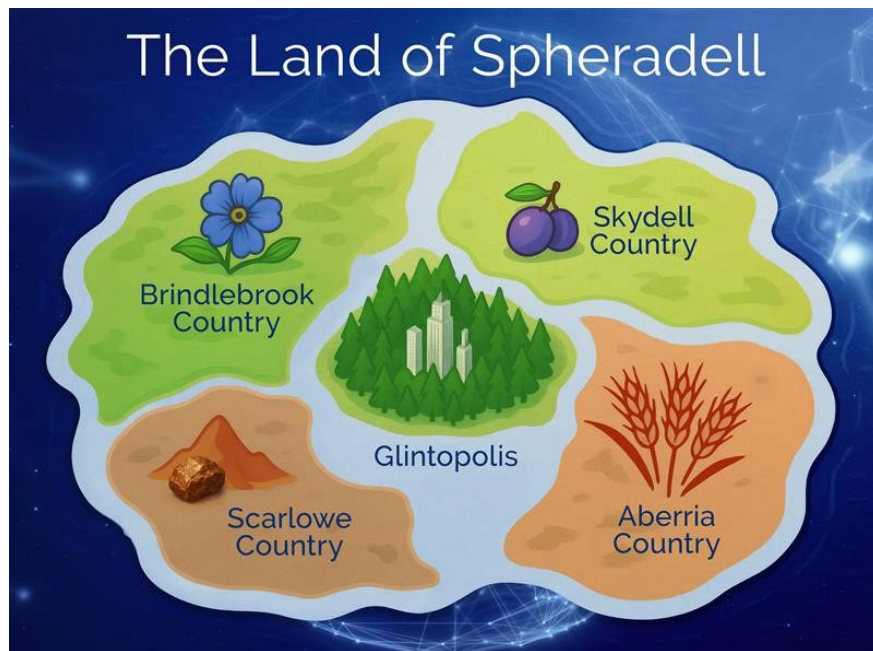 The Land of Spheradell
Skydell
Country
Brindlebrook
Country
Glintopolis
Scarlowe
Country
Aberria
Country